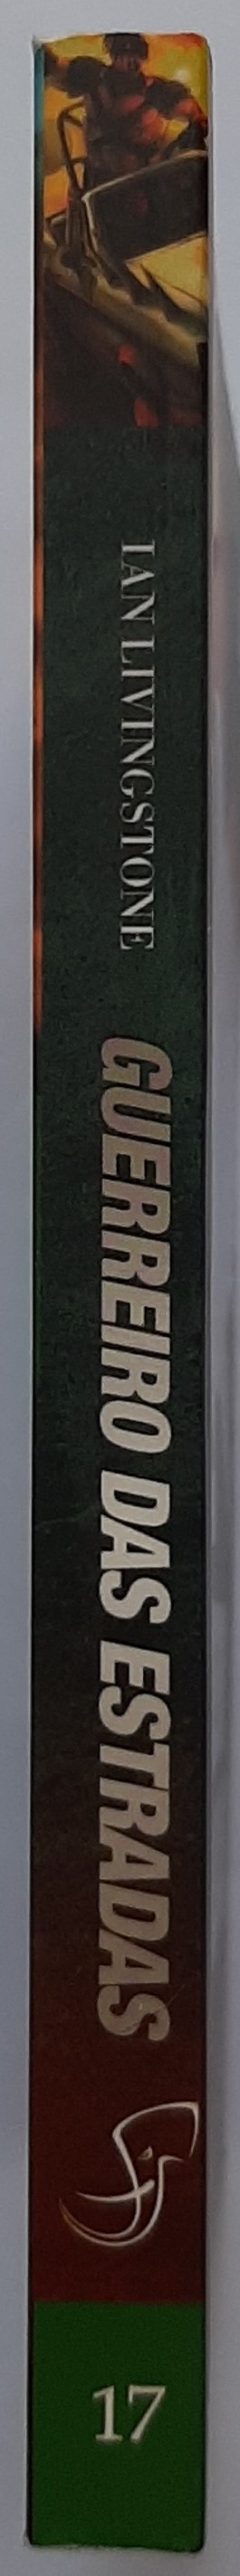 IAN LIVINGSTONE
GUERREIRO DAS ESTRADAS
17